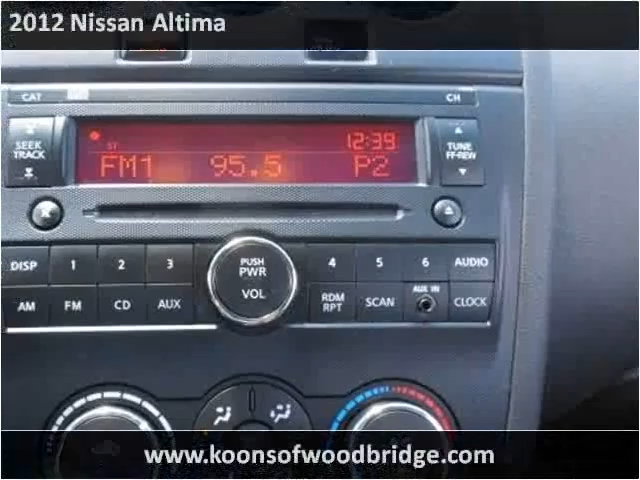 2012 Nissan Altima
CAT CH
SEEK TRACK
ST 12:39
FM1 95.5 P2
TUNE FF·REW
DISP 1 2 3 PUSH PWR VOL 4 5 6 AUDIO
AM FM CD AUX RDM RPT SCAN AUX IN CLOCK
www.koonsofwoodbridge.com